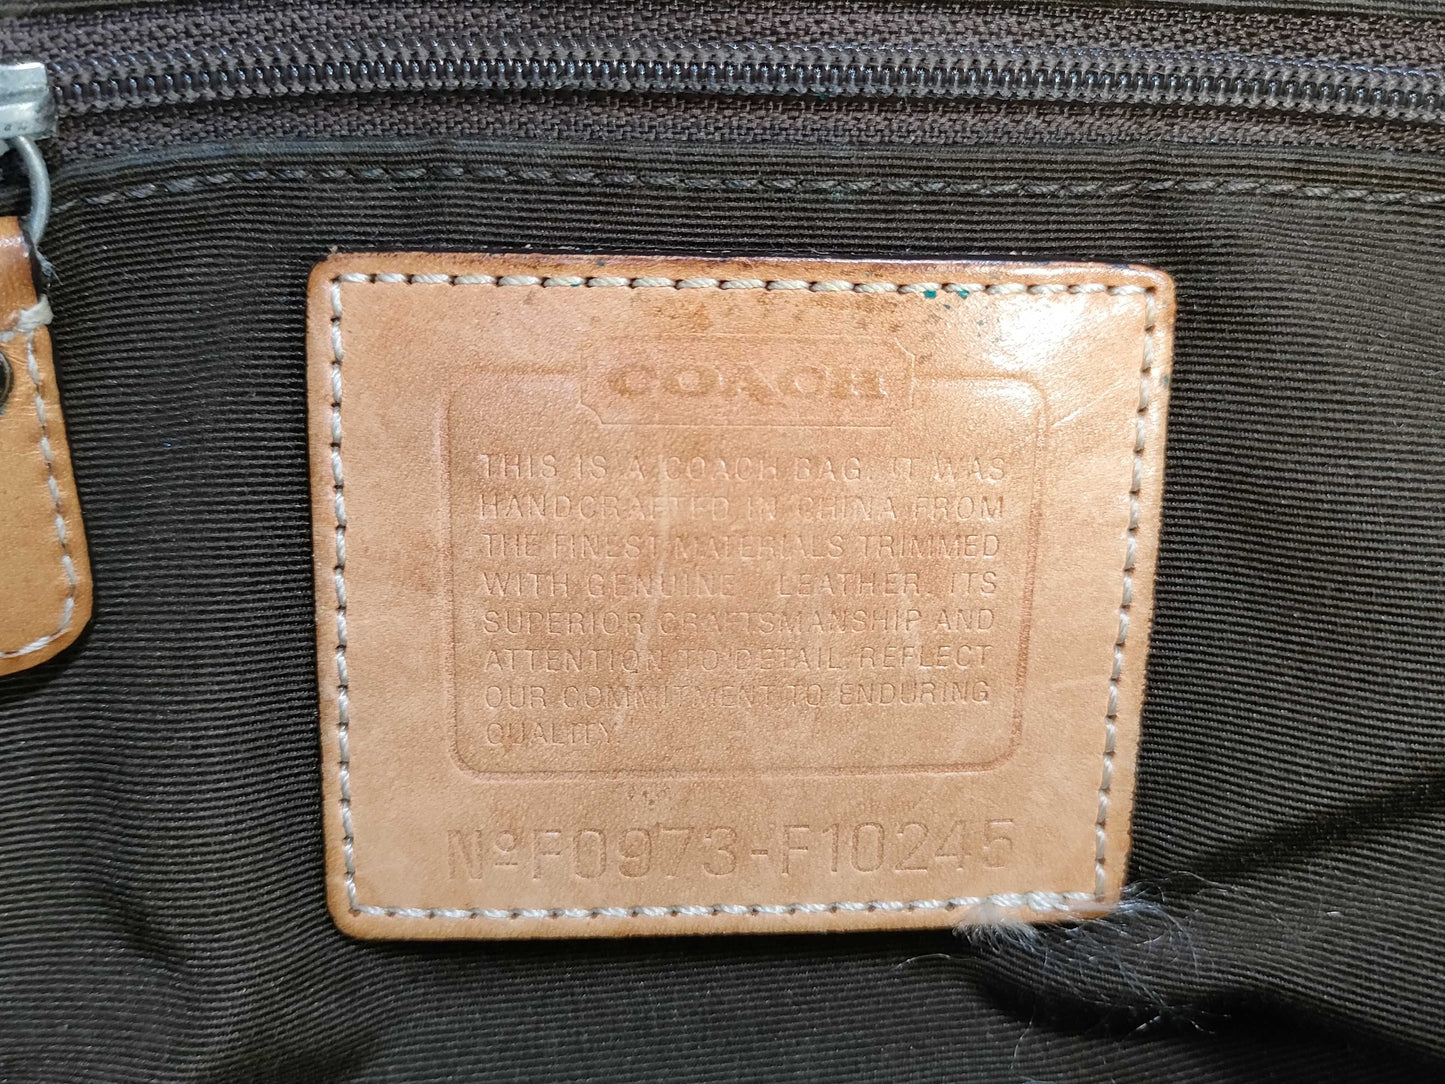 COACH
THIS IS A COACH BAG. IT WAS
HANDCRAFTED IN CHINA FROM
THE FINEST MATERIALS TRIMMED
WITH GENUINE LEATHER. ITS
SUPERIOR CRAFTSMANSHIP AND
ATTENTION TO DETAIL REFLECT
OUR COMMITMENT TO ENDURING
QUALITY.
Nº F0973-F10245